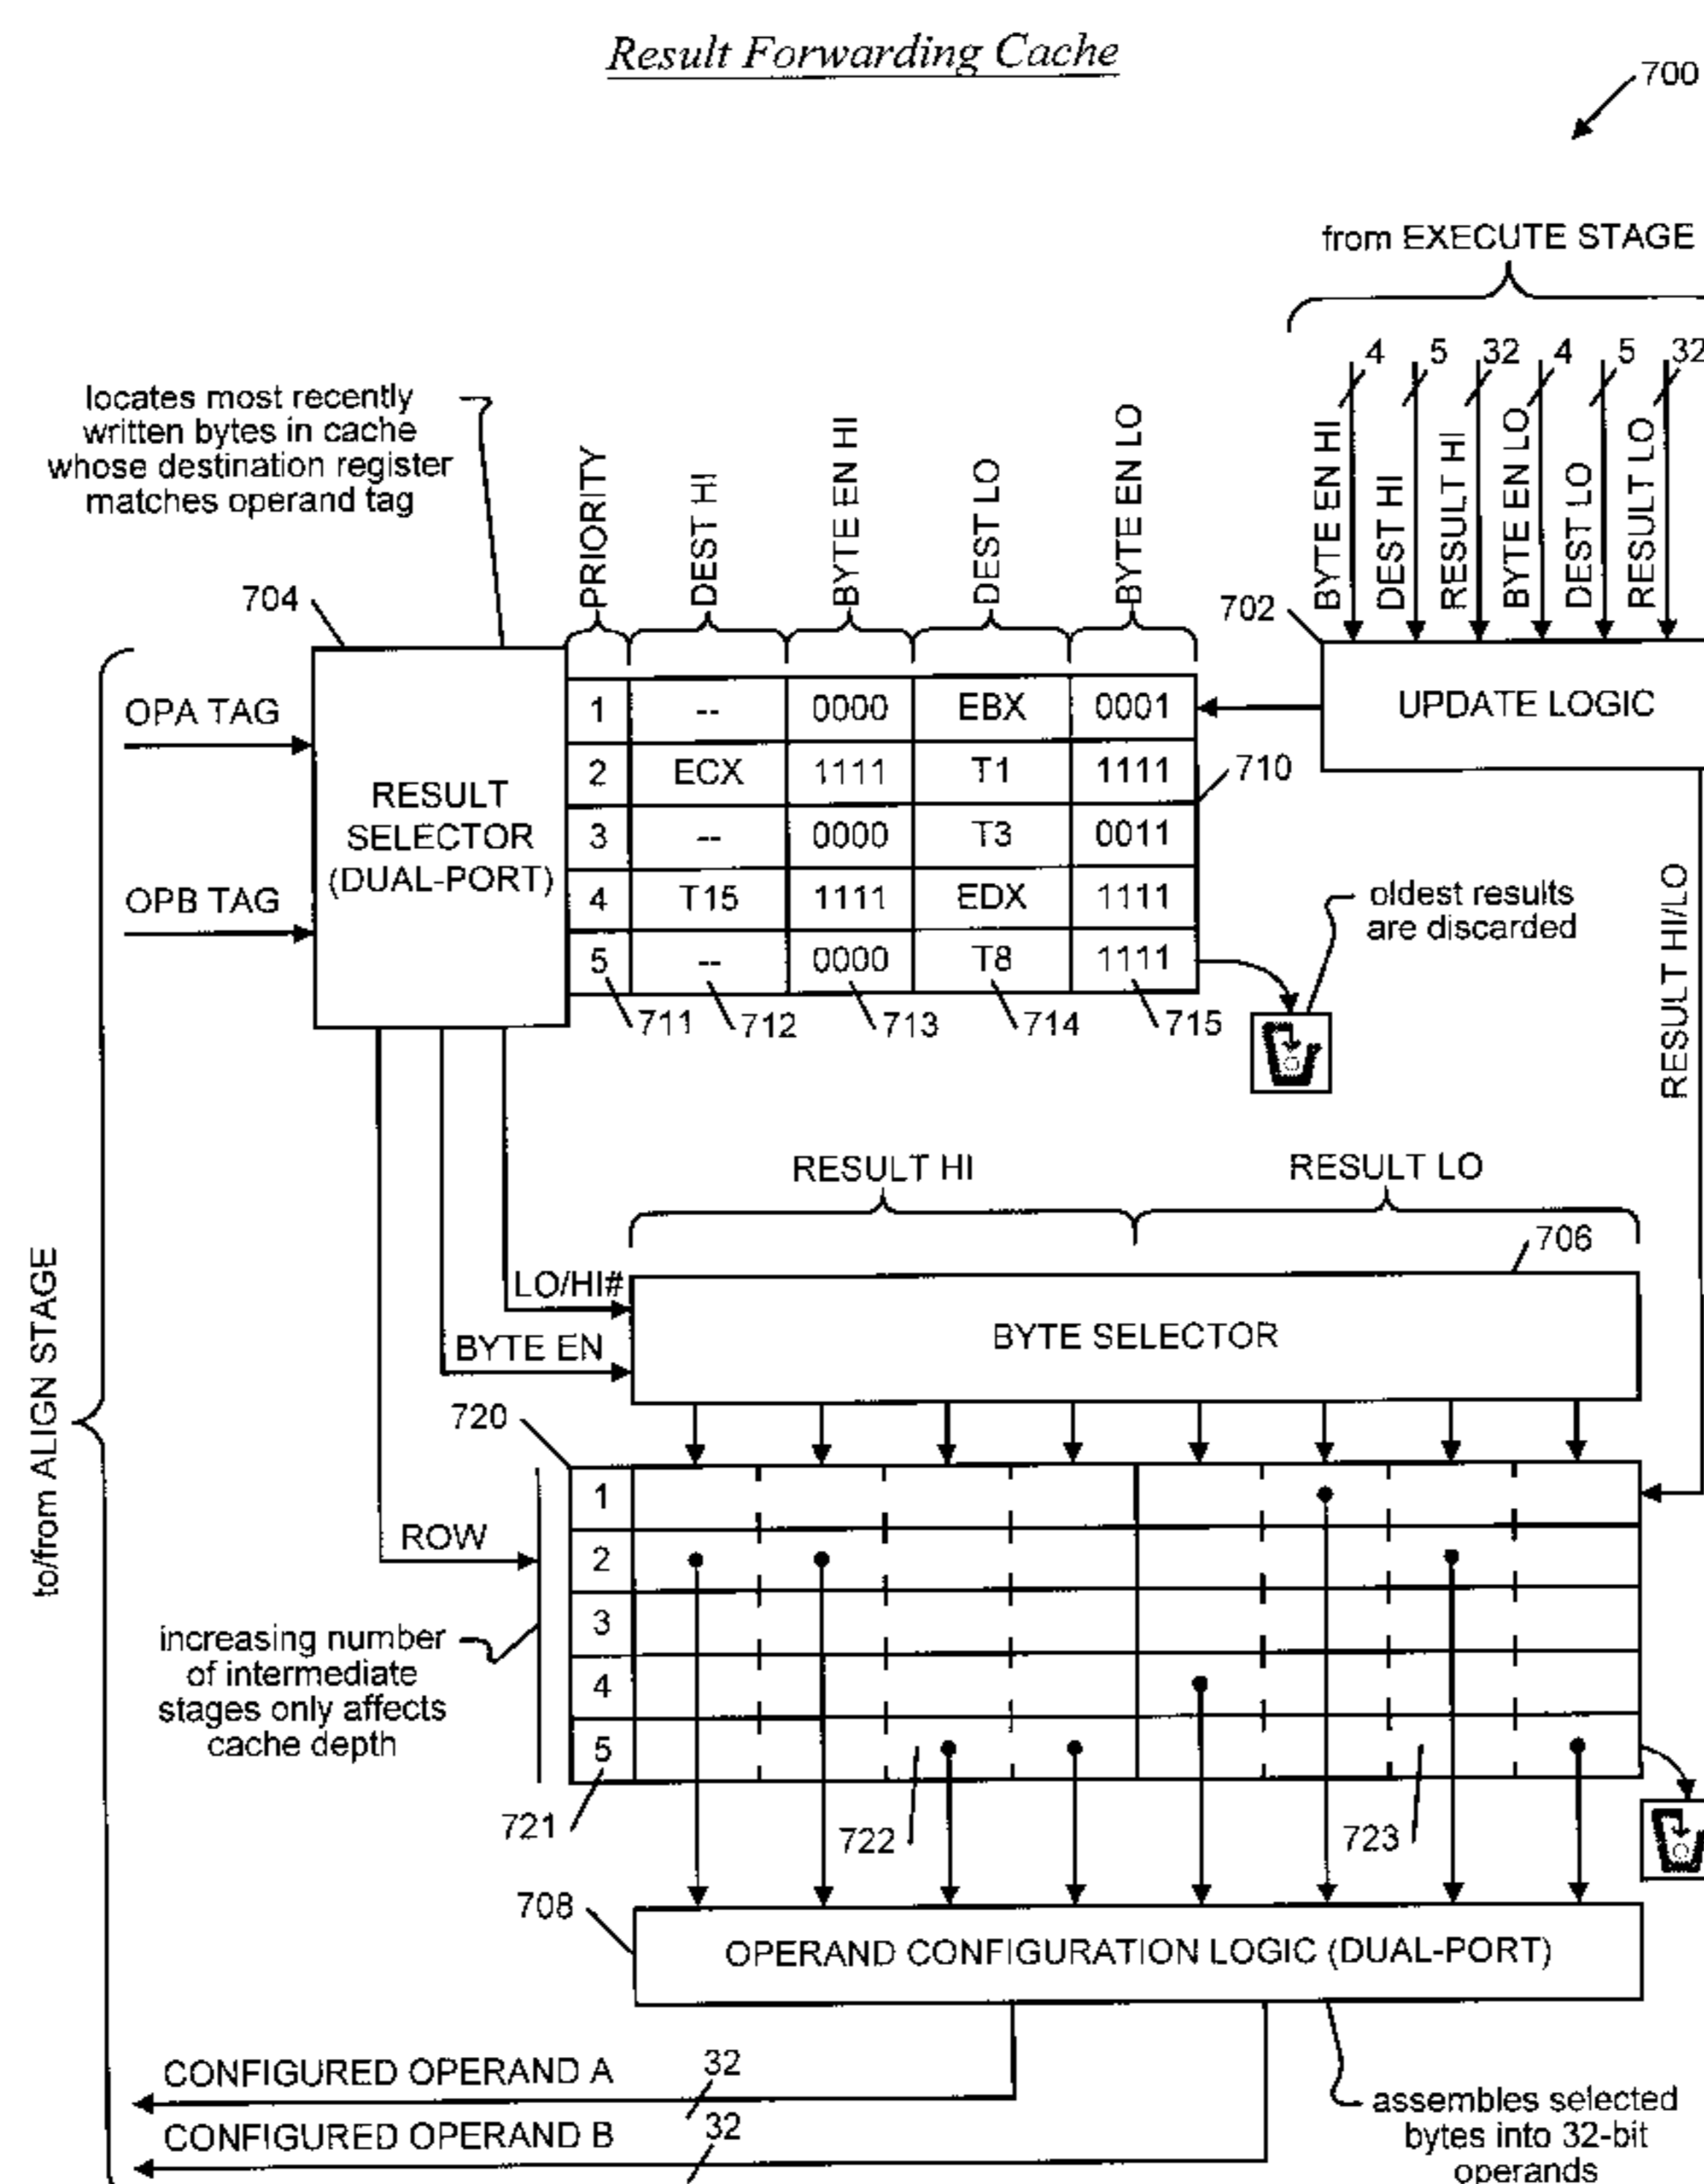 Result Forwarding Cache
700
from EXECUTE STAGE
4 5 32 4 5 32
BYTE EN HI
DEST HI
RESULT HI
BYTE EN LO
DEST LO
RESULT LO
locates most recently
written bytes in cache
whose destination register
matches operand tag
PRIORITY
DEST HI
BYTE EN HI
DEST LO
BYTE EN LO
704
702
UPDATE LOGIC
OPA TAG
OPB TAG
RESULT
SELECTOR
(DUAL-PORT)
1 -- 0000 EBX 0001
2 ECX 1111 T1 1111
3 -- 0000 T3 0011
4 T15 1111 EDX 1111
5 -- 0000 T8 1111
710
711 712 713 714 715
oldest results
are discarded
RESULT HI/LO
RESULT HI RESULT LO
706
LO/HI#
BYTE EN
BYTE SELECTOR
to/from ALIGN STAGE
720
ROW
1
2
3
4
5
increasing number
of intermediate
stages only affects
cache depth
721 722 723
708
OPERAND CONFIGURATION LOGIC (DUAL-PORT)
CONFIGURED OPERAND A 32
CONFIGURED OPERAND B 32
assembles selected
bytes into 32-bit
operands